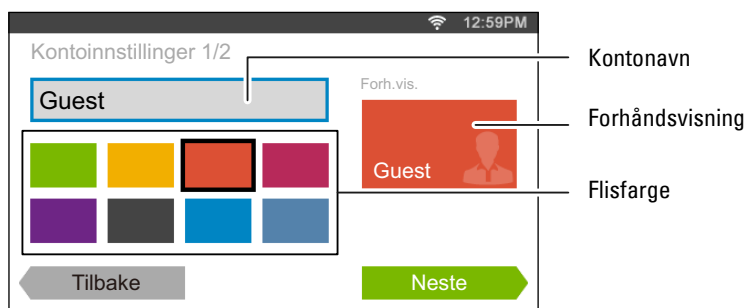 12:59PM
Kontoinnstillinger 1/2
Kontonavn
Guest
Forh.vis.
Forhåndsvisning
Guest
Flisfarge
Tilbake
Neste